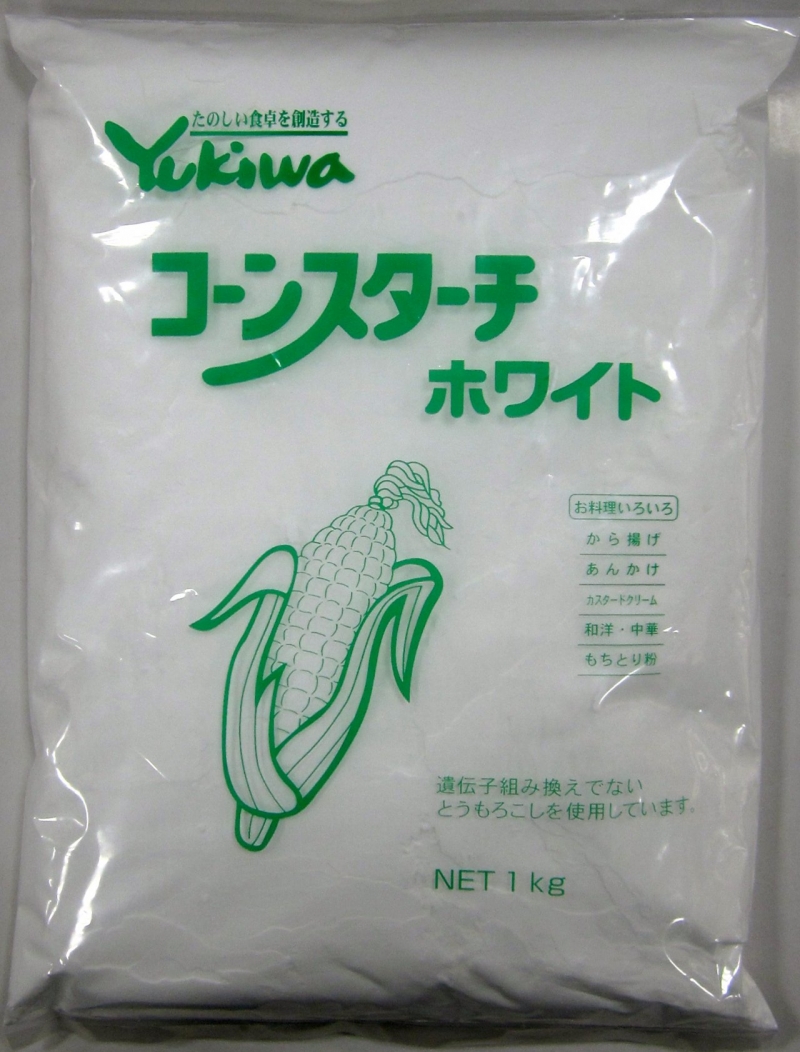 たのしい食卓を創造する
Yukiwa
コーンスターチ
ホワイト
お料理いろいろ
から揚げ
あんかけ
カスタードクリーム
和洋・中華
もちとり粉
遺伝子組み換えでない
とうもろこしを使用しています。
NET 1kg